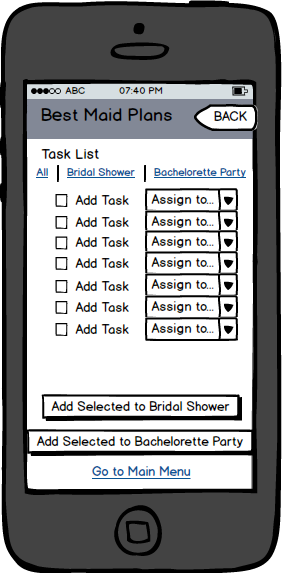 ABC 07:40 PM
Best Maid Plans BACK
Task List
All Bridal Shower Bachelorette Party
Add Task Assign to...
Add Task Assign to...
Add Task Assign to...
Add Task Assign to...
Add Task Assign to...
Add Task Assign to...
Add Task Assign to...
Add Selected to Bridal Shower
Add Selected to Bachelorette Party
Go to Main Menu